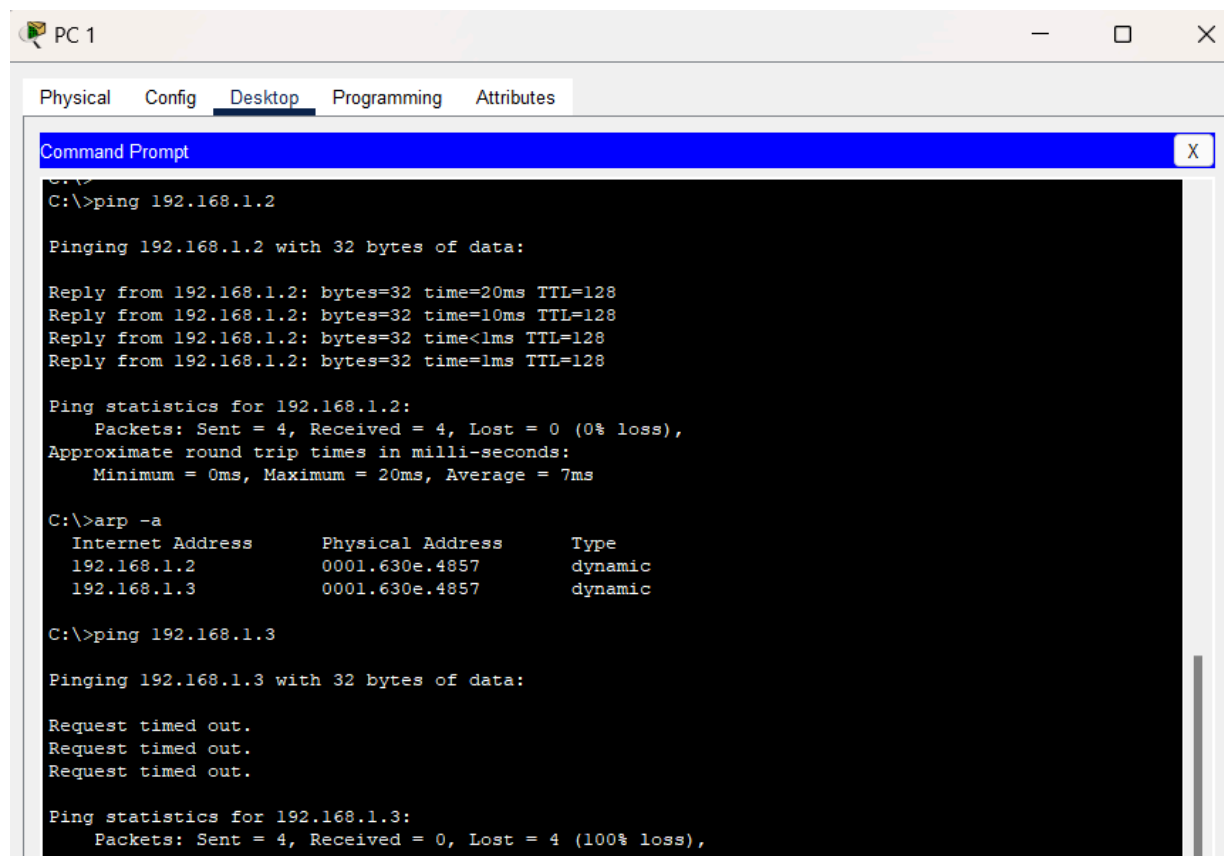 PC 1
Physical Config Desktop Programming Attributes
Command Prompt
X
C:\>
C:\>ping 192.168.1.2
Pinging 192.168.1.2 with 32 bytes of data:
Reply from 192.168.1.2: bytes=32 time=20ms TTL=128
Reply from 192.168.1.2: bytes=32 time=10ms TTL=128
Reply from 192.168.1.2: bytes=32 time<1ms TTL=128
Reply from 192.168.1.2: bytes=32 time=1ms TTL=128
Ping statistics for 192.168.1.2:
Packets: Sent = 4, Received = 4, Lost = 0 (0% loss),
Approximate round trip times in milli-seconds:
Minimum = 0ms, Maximum = 20ms, Average = 7ms
C:\>arp -a
Internet Address Physical Address Type
192.168.1.2 0001.630e.4857 dynamic
192.168.1.3 0001.630e.4857 dynamic
C:\>ping 192.168.1.3
Pinging 192.168.1.3 with 32 bytes of data:
Request timed out.
Request timed out.
Request timed out.
Ping statistics for 192.168.1.3:
Packets: Sent = 4, Received = 0, Lost = 4 (100% loss),